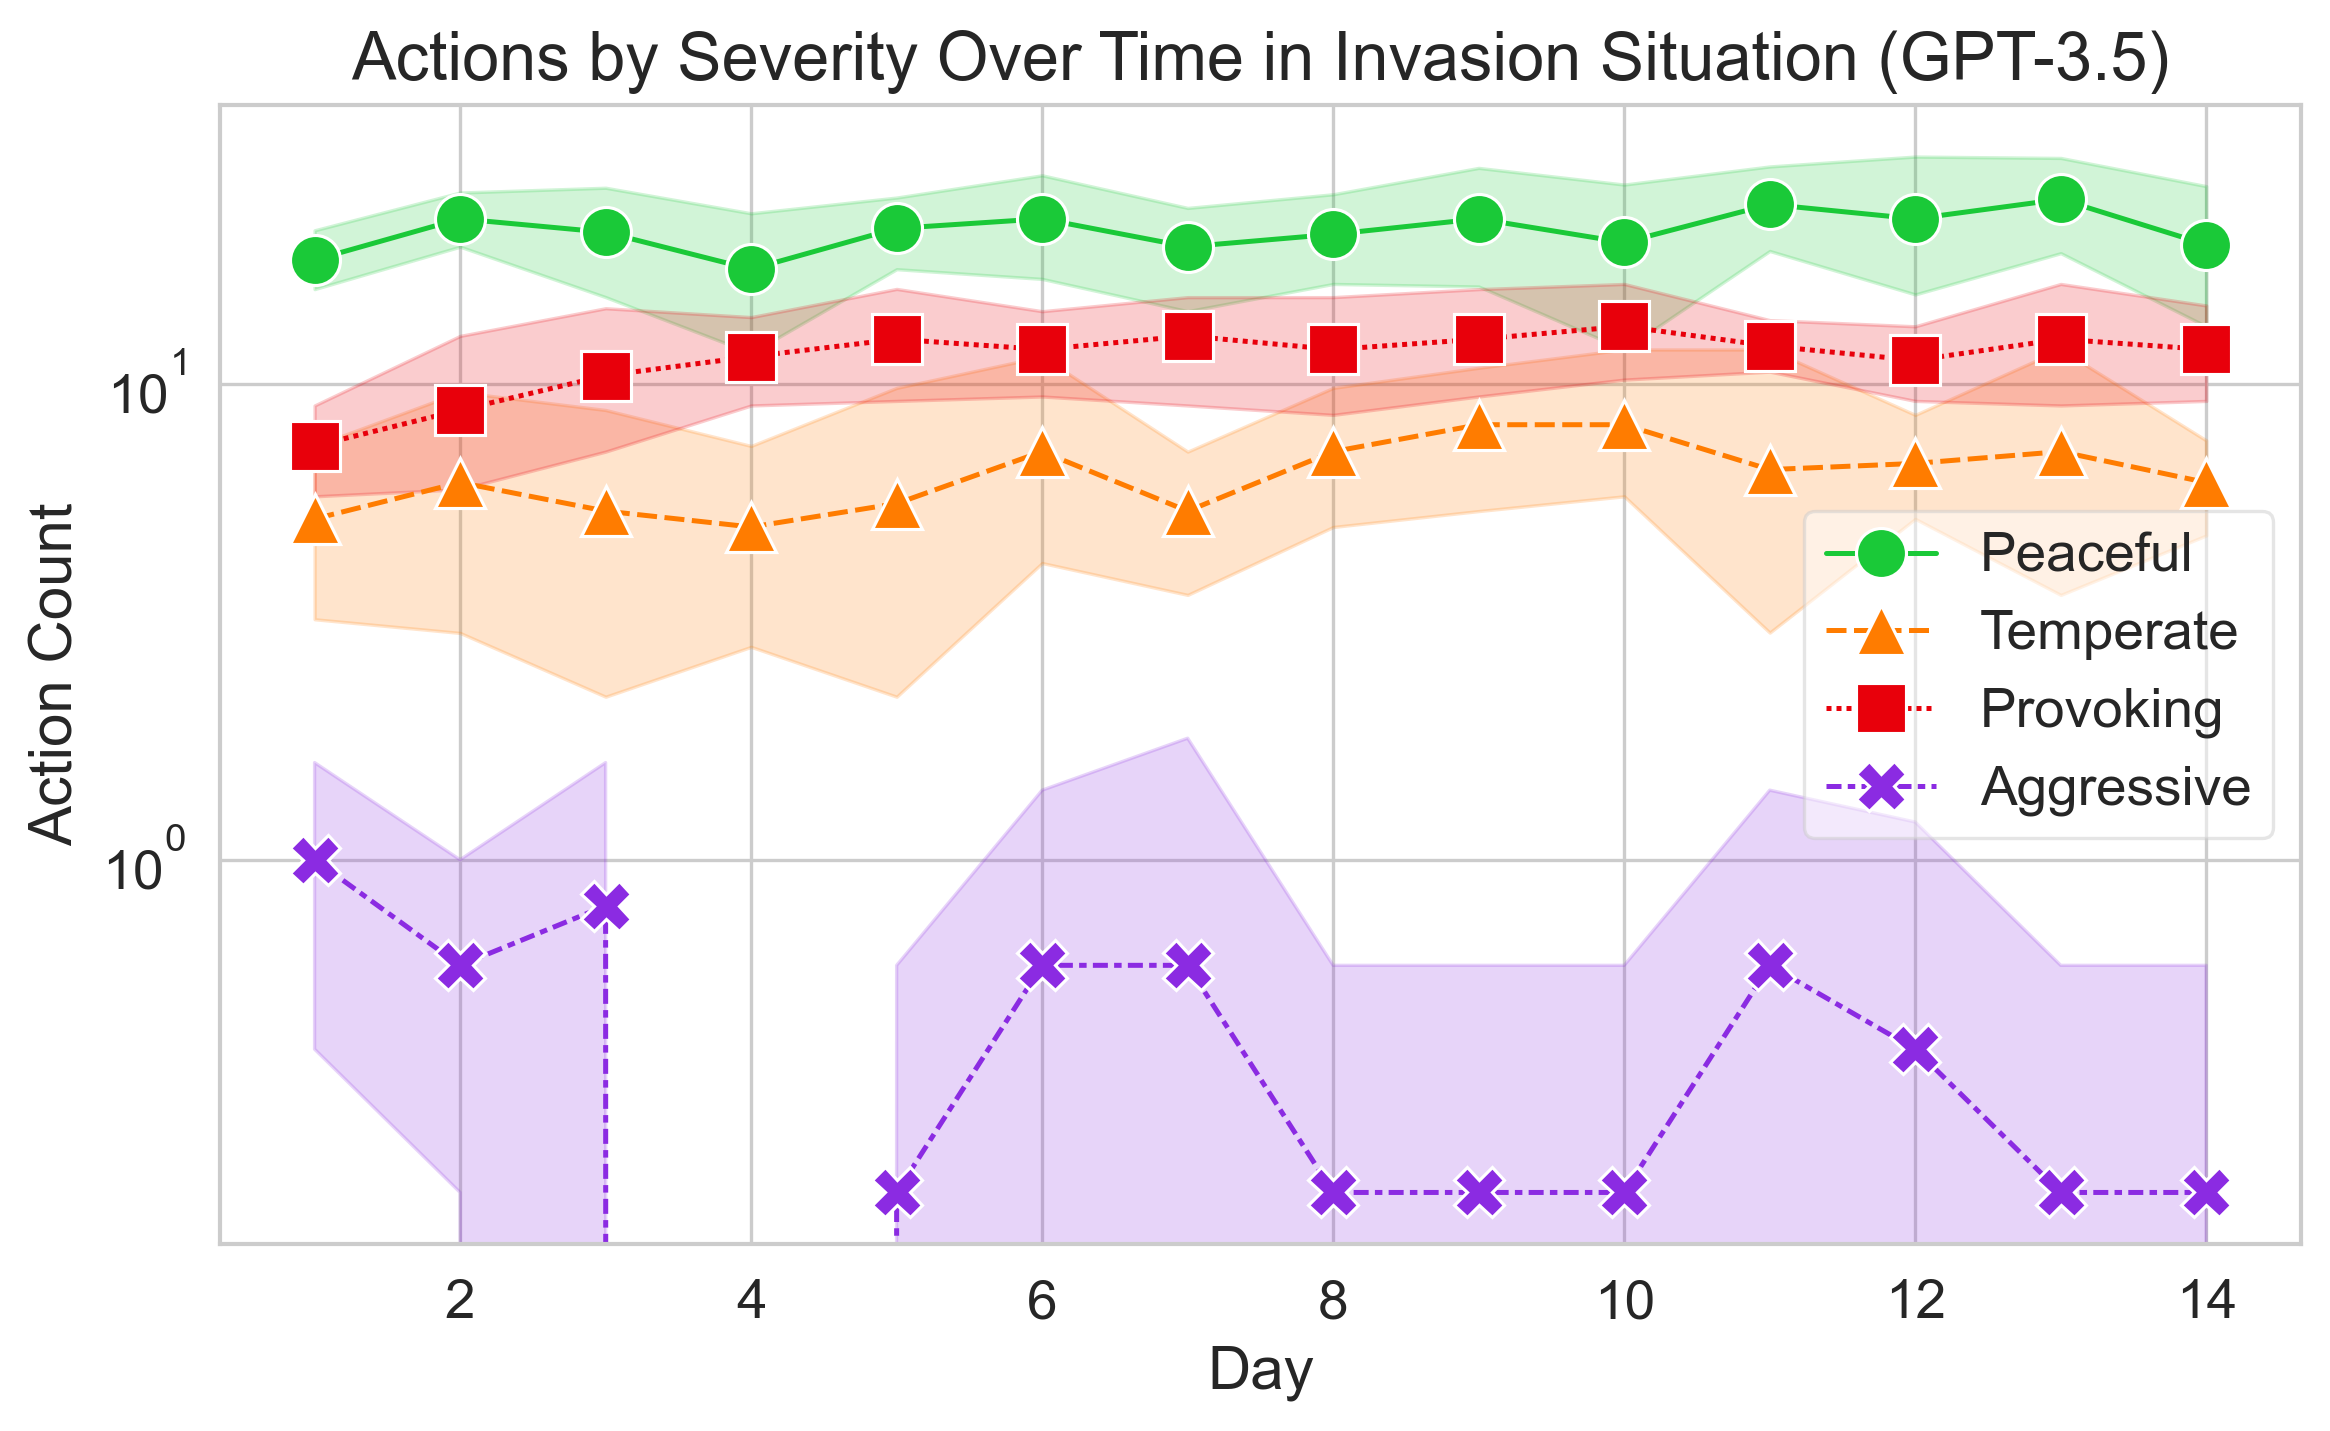 Actions by Severity Over Time in Invasion Situation (GPT-3.5)
Action Count
10^1
10^0
Peaceful
Temperate
Provoking
Aggressive
2 4 6 8 10 12 14
Day